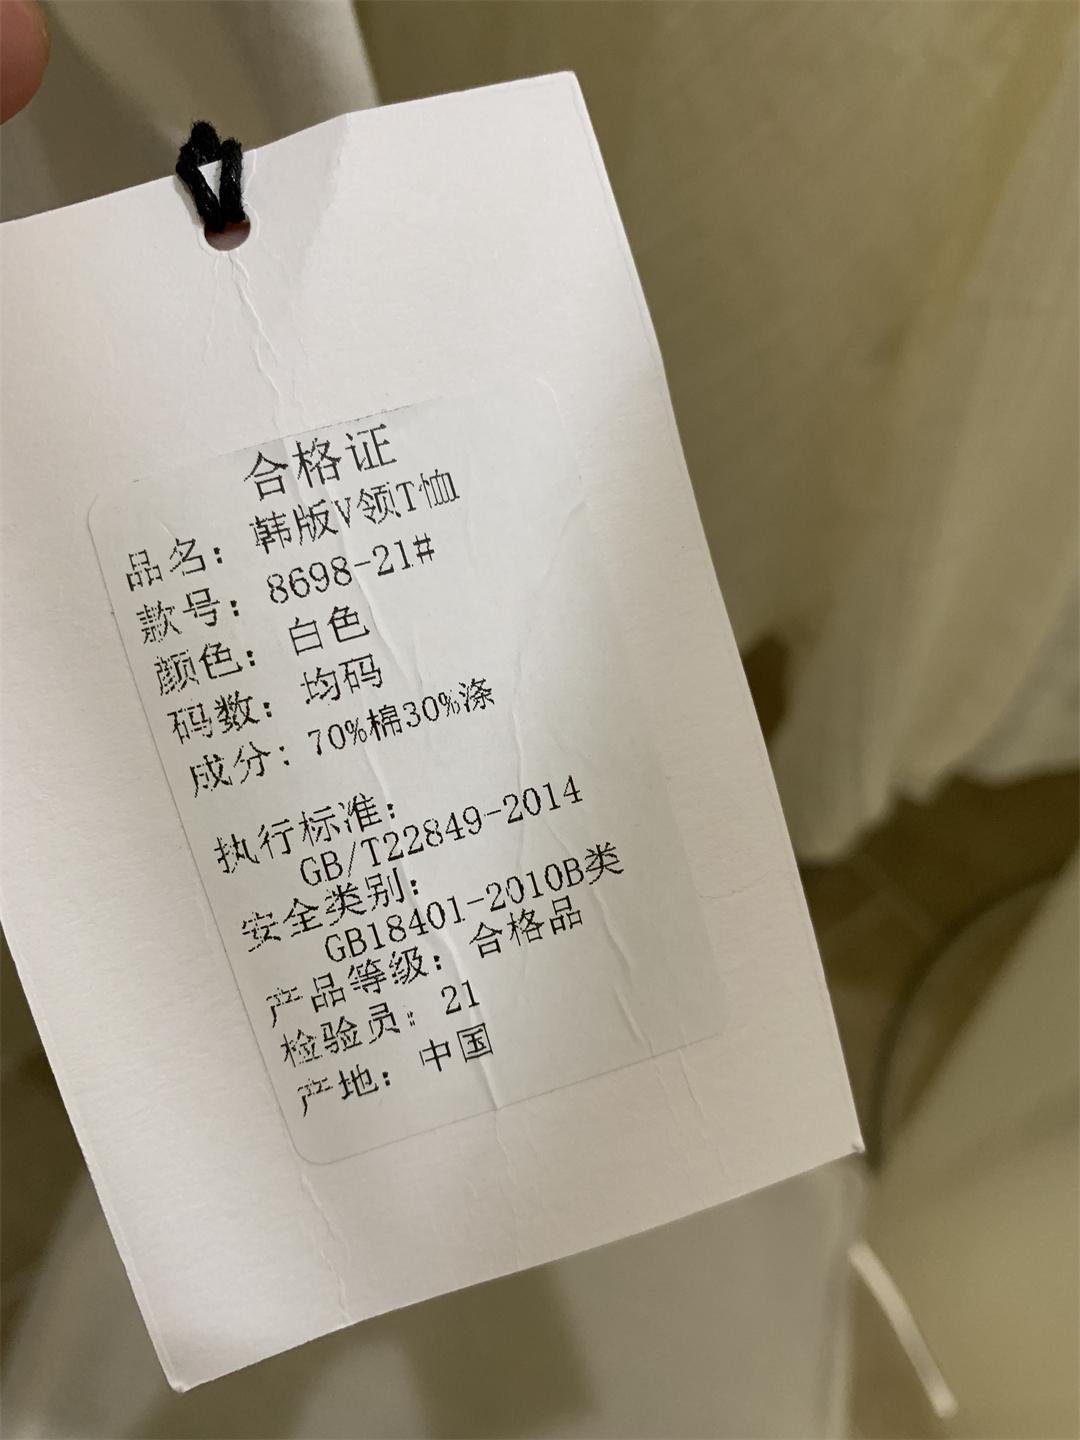 合格证
品名：韩版V领T恤
款号：8698-21#
颜色：白色
码数：均码
成分：70%棉30%涤
执行标准：
GB/T22849-2014
安全类别：
GB18401-2010B类
产品等级：合格品
检验员：21
产地：中国